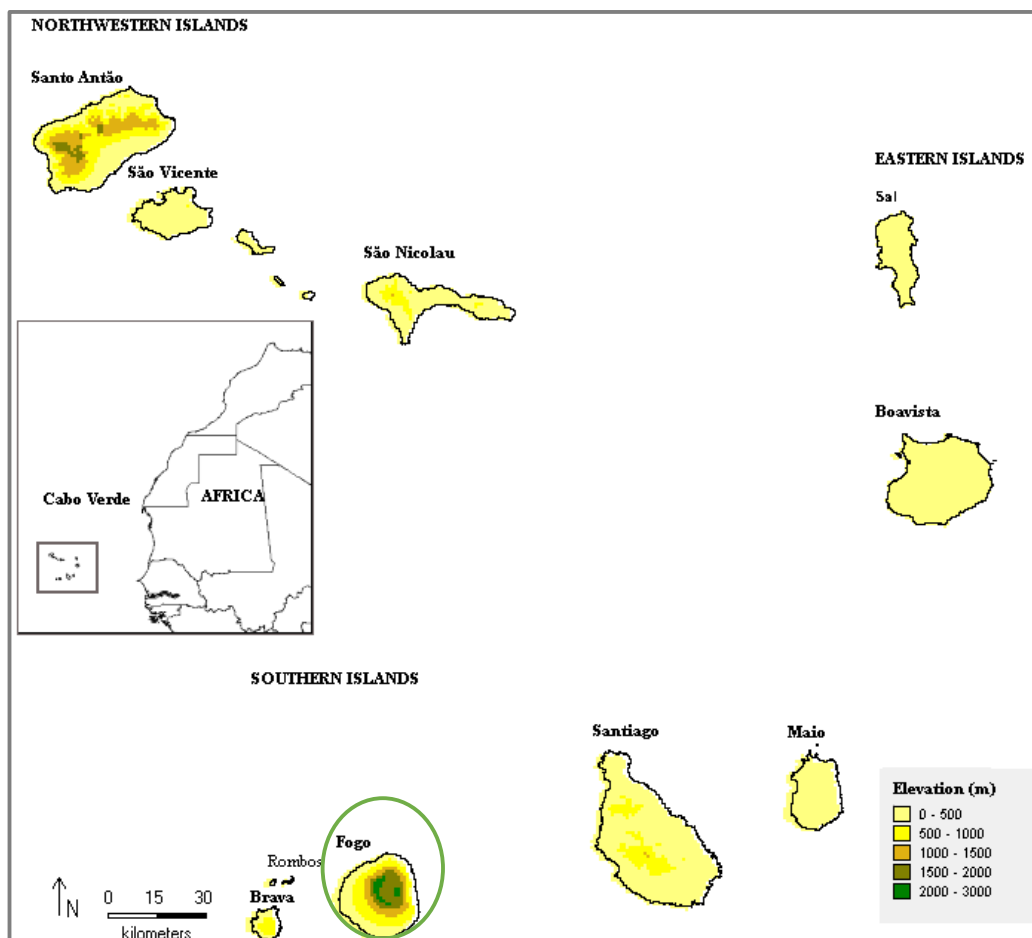 NORTHWESTERN ISLANDS
Santo Antão
São Vicente
EASTERN ISLANDS
Sal
São Nicolau
Boavista
Cabo Verde
AFRICA
SOUTHERN ISLANDS
Santiago
Maio
Fogo
Rombos
Brava
N
0 15 30
kilometers
Elevation (m)
0 - 500
500 - 1000
1000 - 1500
1500 - 2000
2000 - 3000